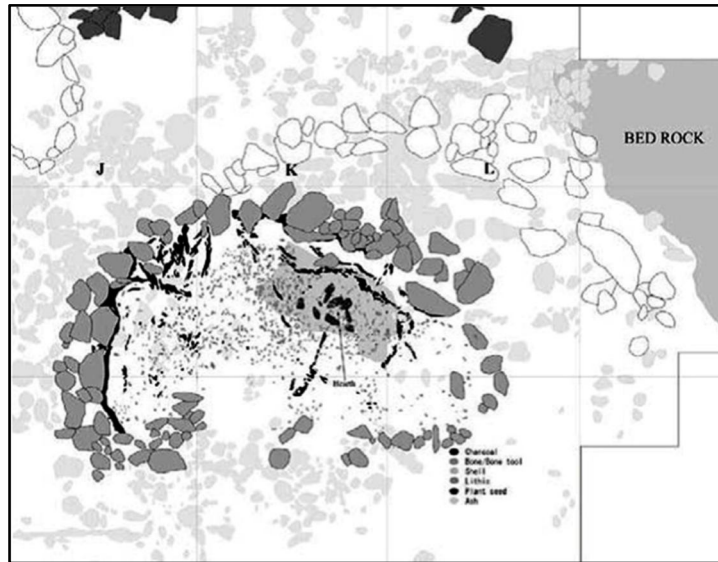 BED ROCK
J K L
Hearth
Charcoal
Bone/Bone tool
Shell
Lithic
Plant seed
Ash